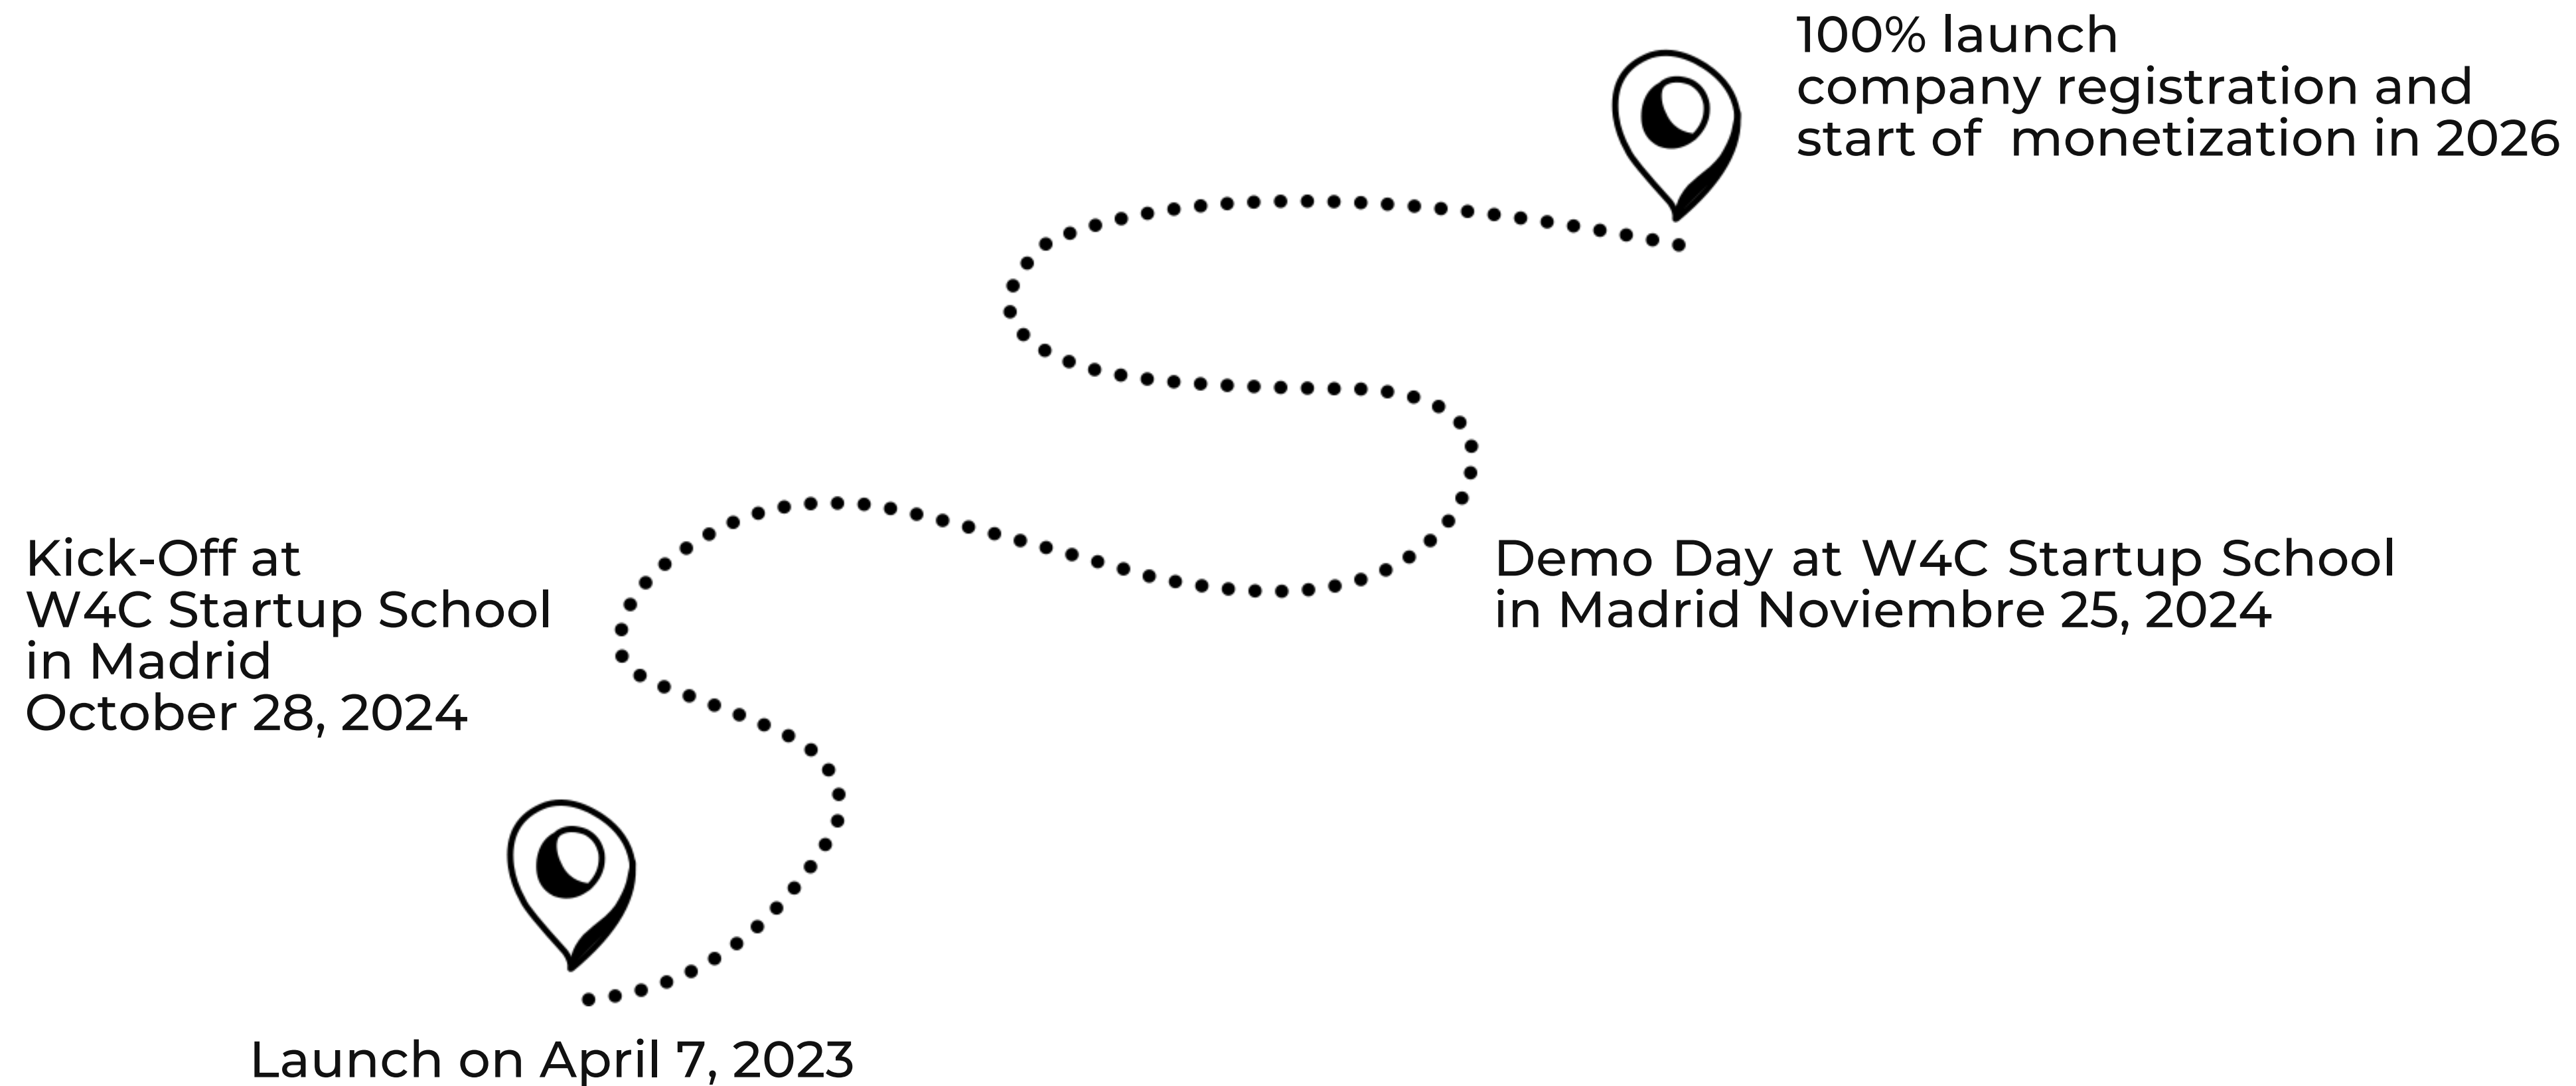 100% launch
company registration and
start of  monetization in 2026
Kick-Off at
W4C Startup School
in Madrid
October 28, 2024
Demo Day at W4C Startup School
in Madrid Noviembre 25, 2024
Launch on April 7, 2023